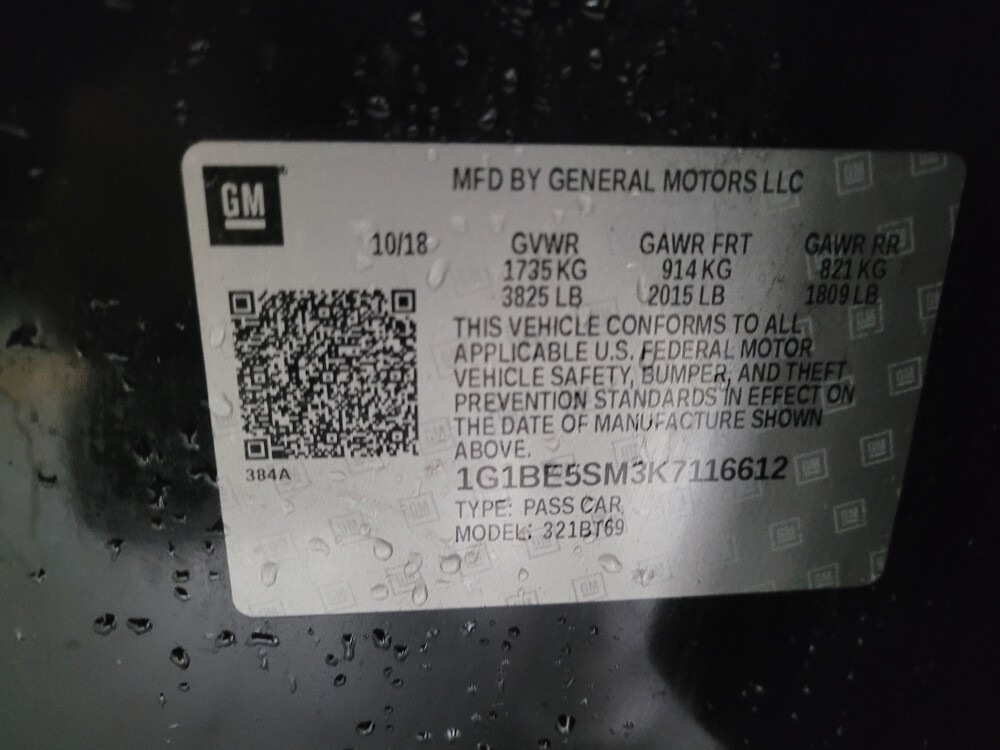 GM
MFD BY GENERAL MOTORS LLC
10/18 GVWR GAWR FRT GAWR RR
1735 KG 914 KG 821 KG
3825 LB 2015 LB 1809 LB
THIS VEHICLE CONFORMS TO ALL
APPLICABLE U.S. FEDERAL MOTOR
VEHICLE SAFETY, BUMPER, AND THEFT
PREVENTION STANDARDS IN EFFECT ON
THE DATE OF MANUFACTURE SHOWN
ABOVE.
384A
1G1BE5SM3K7116612
TYPE: PASS CAR
MODEL: 321BT69